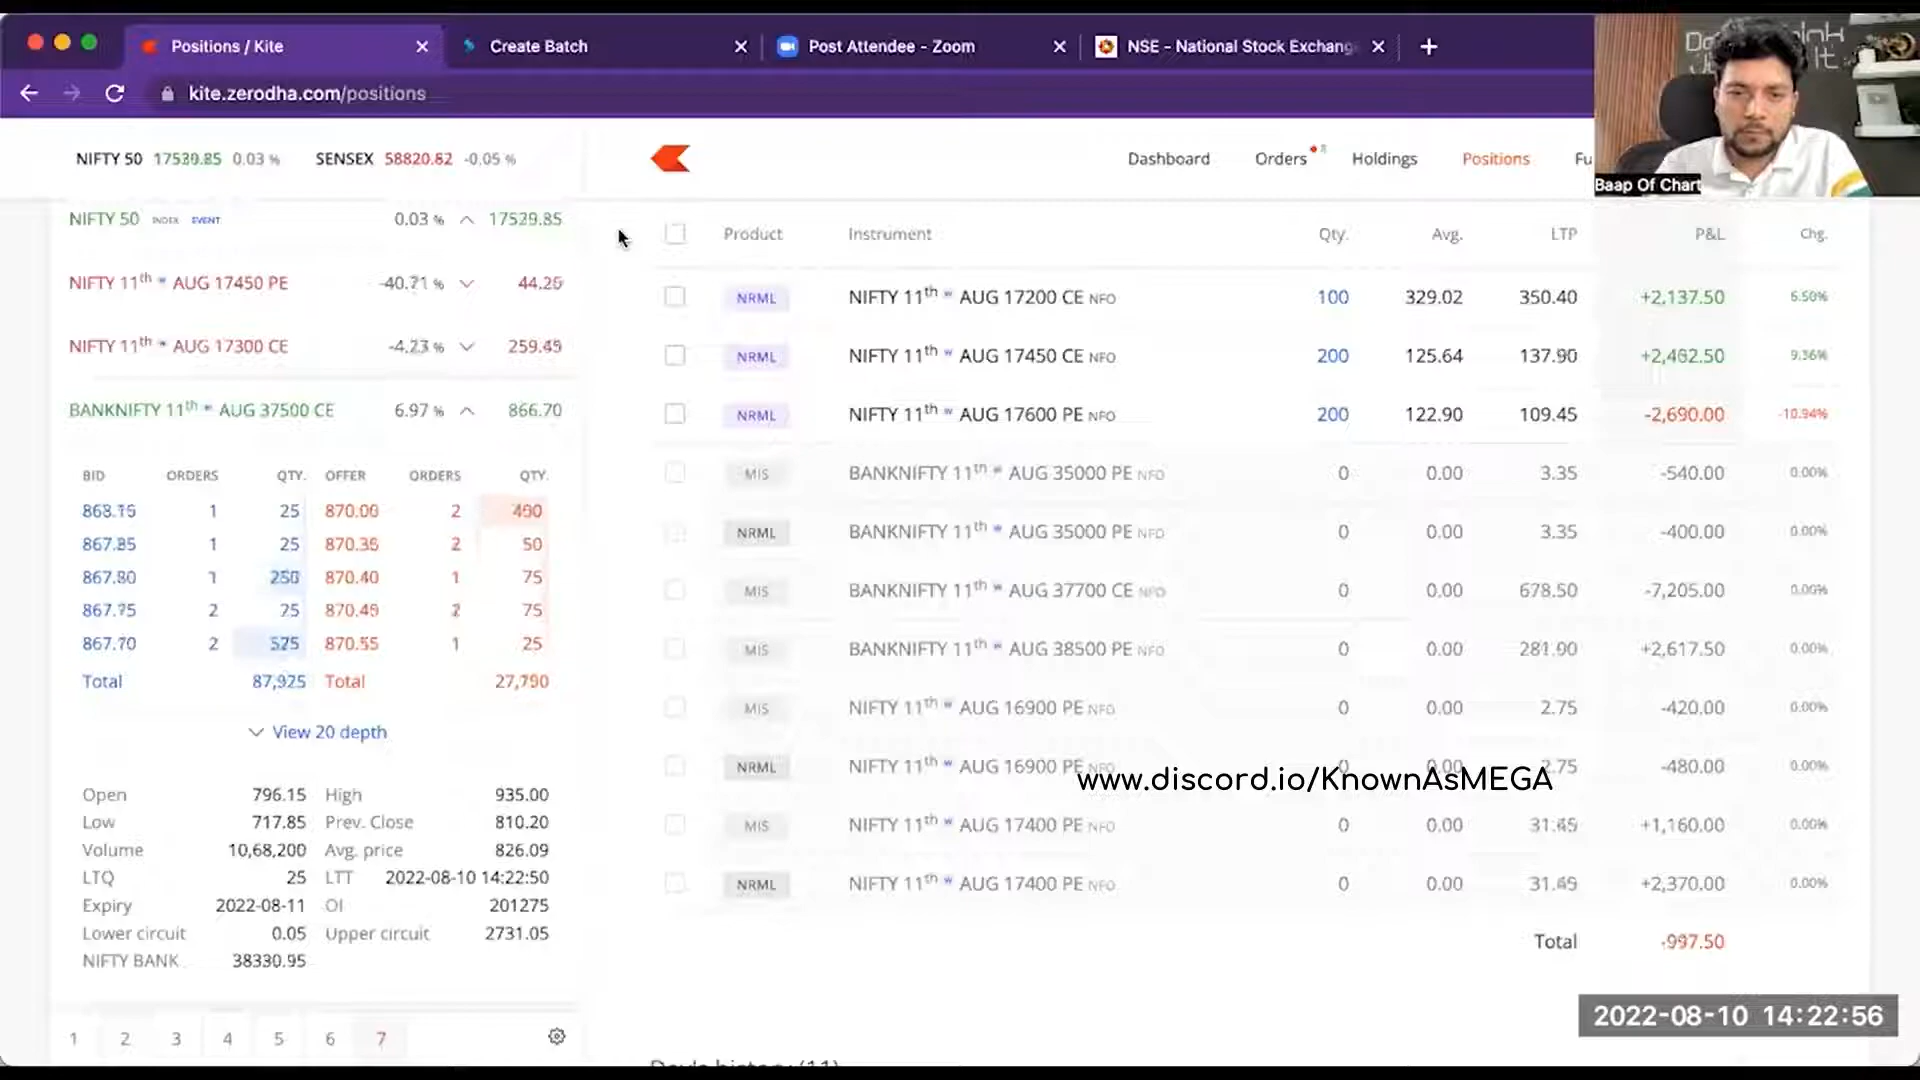 Positions / Kite
Create Batch
Post Attendee - Zoom
NSE - National Stock Exchang
kite.zerodha.com/positions
NIFTY 50 17539.85 0.03 % SENSEX 58820.82 -0.05 %
Dashboard Orders Holdings Positions Fu
Baap Of Chart
NIFTY 50 INDEX EVENT 0.03 % 17539.85
NIFTY 11th w AUG 17450 PE -40.71 % 44.25
NIFTY 11th w AUG 17300 CE -4.23 % 259.45
BANKNIFTY 11th w AUG 37500 CE 6.97 % 866.70
BID ORDERS QTY. OFFER ORDERS QTY.
868.15 1 25 870.00 2 400
867.85 1 25 870.35 2 50
867.80 1 250 870.40 1 75
867.75 2 75 870.45 2 75
867.70 2 575 870.55 1 25
Total 87,925 Total 27,790
View 20 depth
Open 796.15 High 935.00
Low 717.85 Prev. Close 810.20
Volume 10,68,200 Avg. price 826.09
LTQ 25 LTT 2022-08-10 14:22:50
Expiry 2022-08-11 OI 201275
Lower circuit 0.05 Upper circuit 2731.05
NIFTY BANK 38330.95
1 2 3 4 5 6 7
Product Instrument Qty. Avg. LTP P&L Chg.
NRML NIFTY 11th w AUG 17200 CE NFO 100 329.02 350.40 +2,137.50 6.50%
NRML NIFTY 11th w AUG 17450 CE NFO 200 125.64 137.90 +2,452.50 9.36%
NRML NIFTY 11th w AUG 17600 PE NFO 200 122.90 109.45 -2,690.00 -10.94%
MIS BANKNIFTY 11th w AUG 35000 PE NFO 0 0.00 3.35 -540.00 0.00%
NRML BANKNIFTY 11th w AUG 35000 PE NFO 0 0.00 3.35 -400.00 0.00%
MIS BANKNIFTY 11th w AUG 37700 CE NFO 0 0.00 678.50 -7,205.00 0.00%
MIS BANKNIFTY 11th w AUG 38500 PE NFO 0 0.00 281.90 +2,617.50 0.00%
MIS NIFTY 11th w AUG 16900 PE NFO 0 0.00 2.75 -420.00 0.00%
NRML NIFTY 11th w AUG 16900 PE NFO 0 0.00 2.75 -480.00 0.00%
www.discord.io/KnownAsMEGA
MIS NIFTY 11th w AUG 17400 PE NFO 0 0.00 31.45 +1,160.00 0.00%
NRML NIFTY 11th w AUG 17400 PE NFO 0 0.00 31.45 +2,370.00 0.00%
Total -997.50
2022-08-10 14:22:56